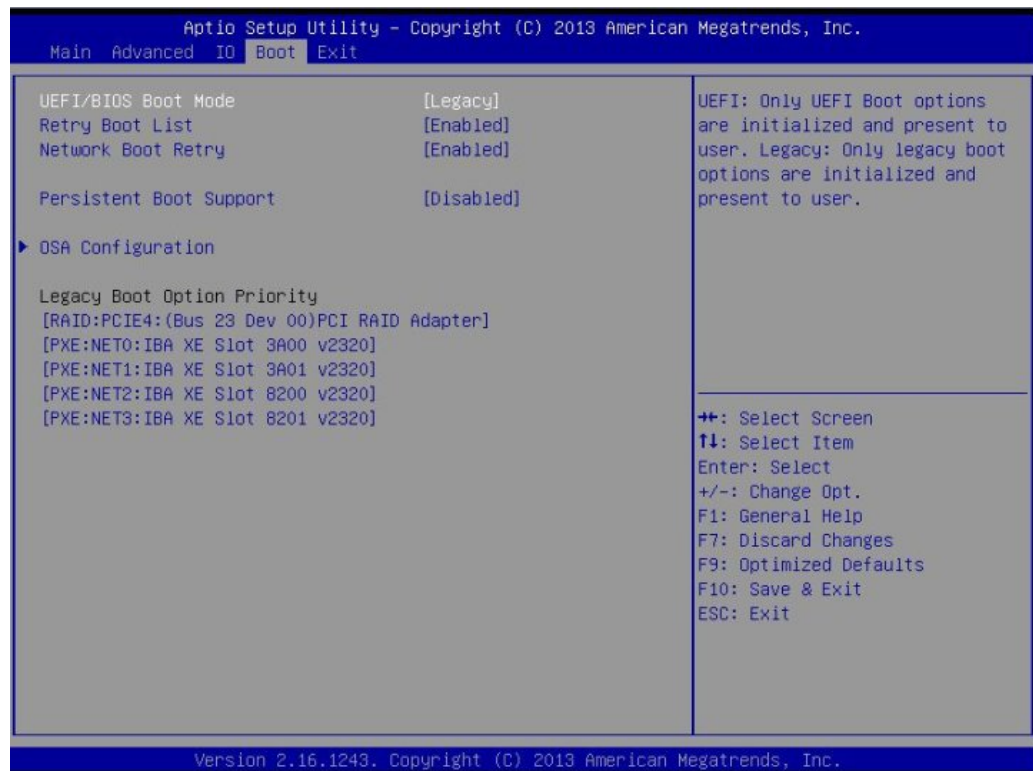 Aptio Setup Utility – Copyright (C) 2013 American Megatrends, Inc.
Main Advanced IO Boot Exit
UEFI/BIOS Boot Mode [Legacy]
Retry Boot List [Enabled]
Network Boot Retry [Enabled]
Persistent Boot Support [Disabled]
▶ OSA Configuration
Legacy Boot Option Priority
[RAID:PCIE4:(Bus 23 Dev 00)PCI RAID Adapter]
[PXE:NET0:IBA XE Slot 3A00 v2320]
[PXE:NET1:IBA XE Slot 3A01 v2320]
[PXE:NET2:IBA XE Slot 8200 v2320]
[PXE:NET3:IBA XE Slot 8201 v2320]
UEFI: Only UEFI Boot options
are initialized and present to
user. Legacy: Only legacy boot
options are initialized and
present to user.
→←: Select Screen
↑↓: Select Item
Enter: Select
+/-: Change Opt.
F1: General Help
F7: Discard Changes
F9: Optimized Defaults
F10: Save & Exit
ESC: Exit
Version 2.16.1243. Copyright (C) 2013 American Megatrends, Inc.